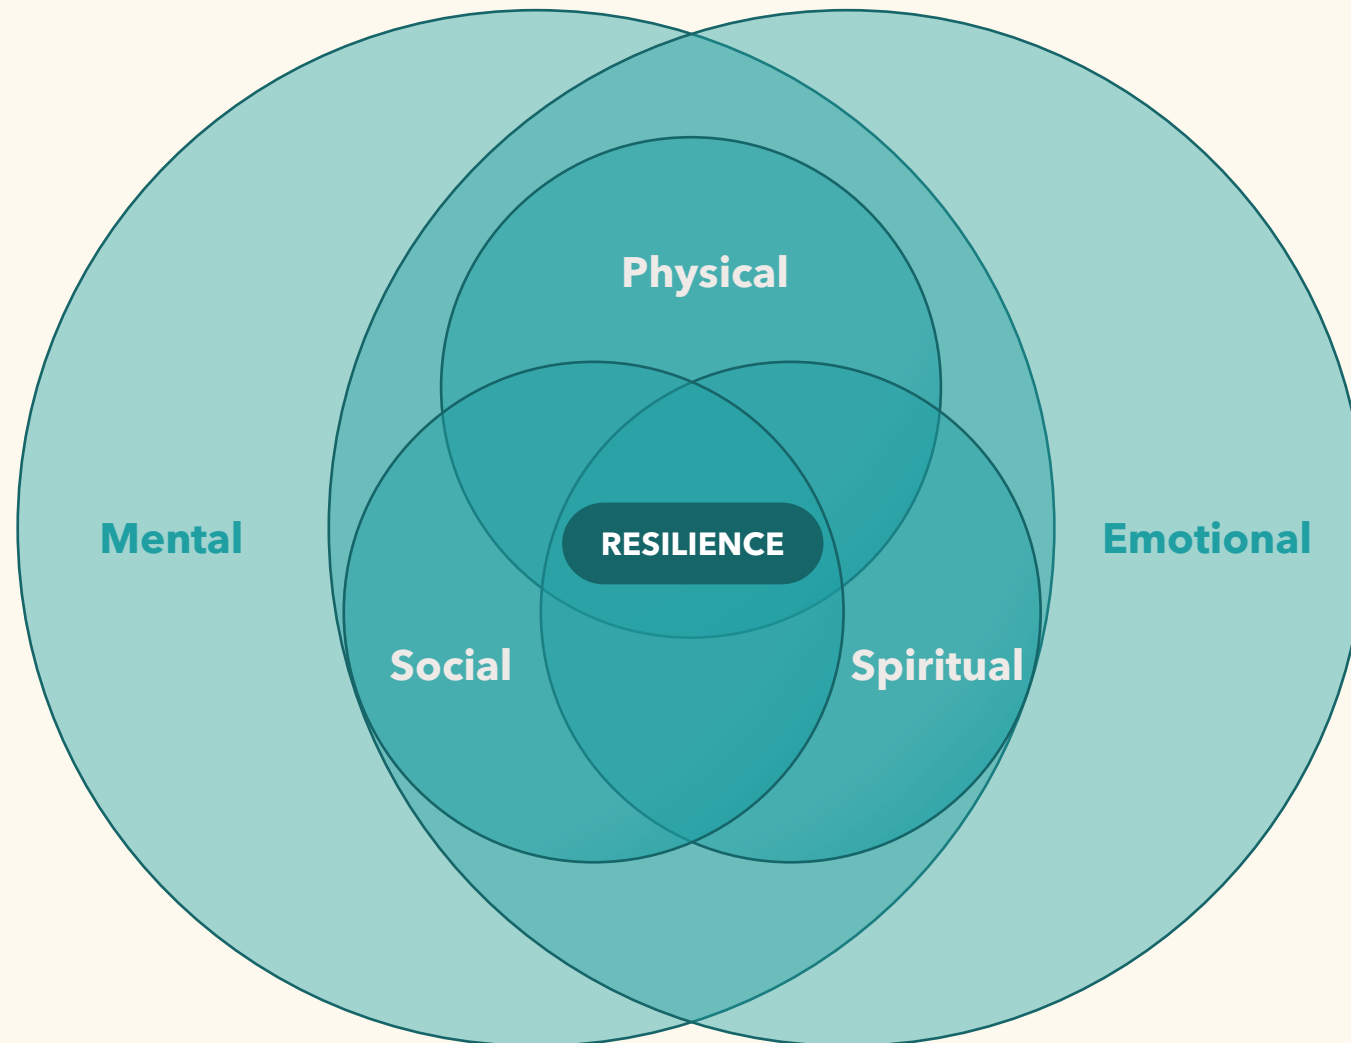 Physical
Mental
RESILIENCE
Emotional
Social
Spiritual